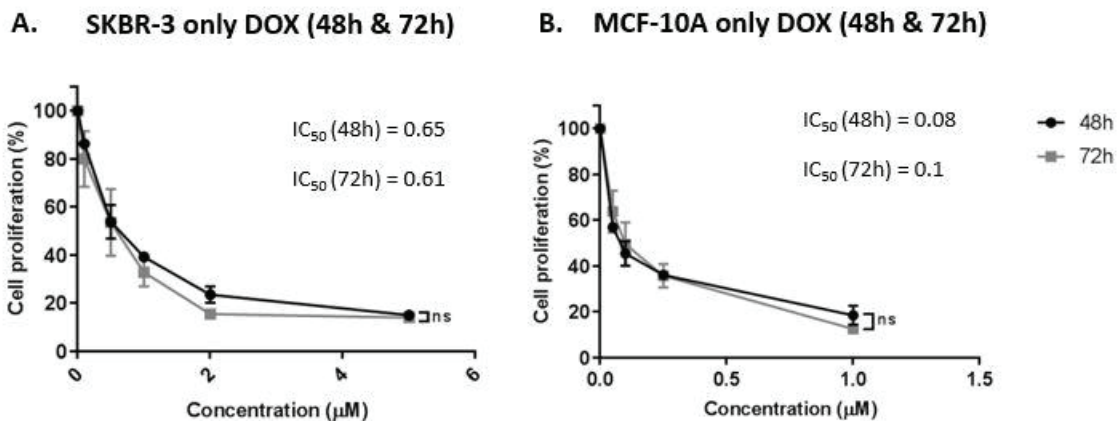 A. SKBR-3 only DOX (48h & 72h)
Cell proliferation (%)
100
80
60
40
20
0
IC₅₀ (48h) = 0.65
IC₅₀ (72h) = 0.61
ns
0
2
4
6
Concentration (μM)
B. MCF-10A only DOX (48h & 72h)
Cell proliferation (%)
100
80
60
40
20
0
IC₅₀ (48h) = 0.08
IC₅₀ (72h) = 0.1
ns
0.0
0.5
1.0
1.5
Concentration (μM)
48h
72h